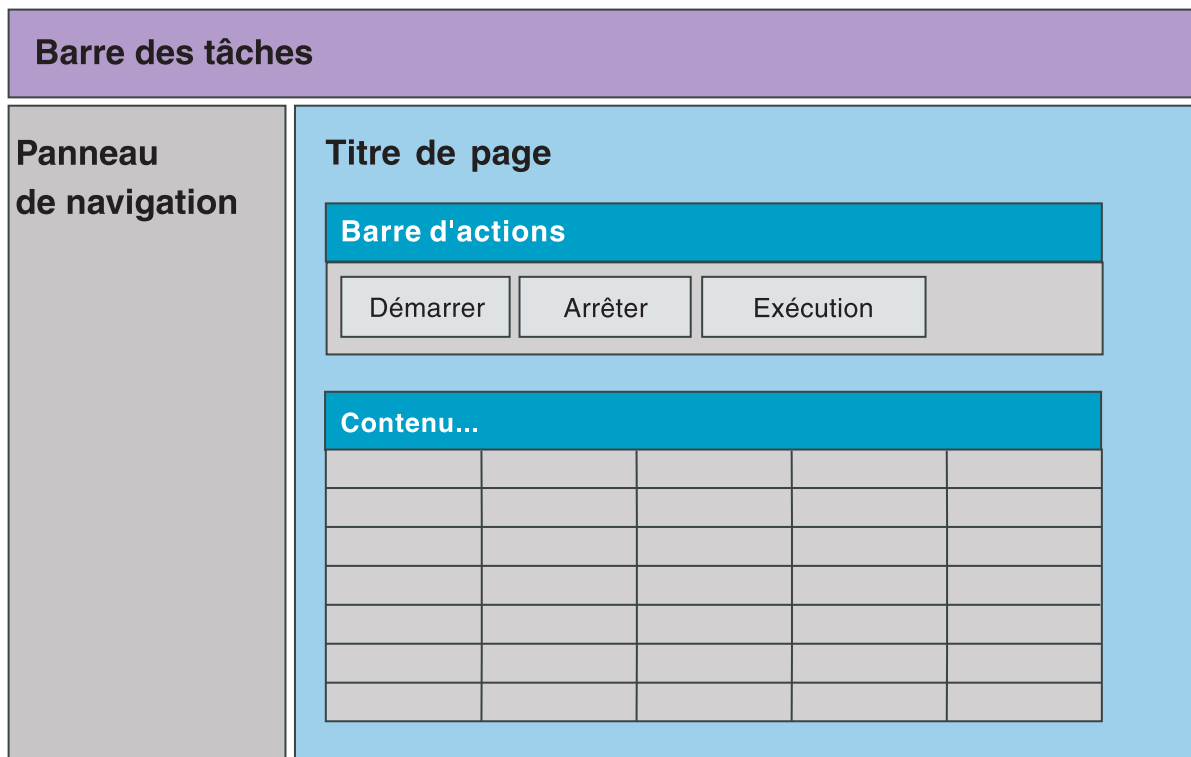 Barre des tâches
Panneau
de navigation
Titre de page
Barre d'actions
Démarrer
Arrêter
Exécution
Contenu...